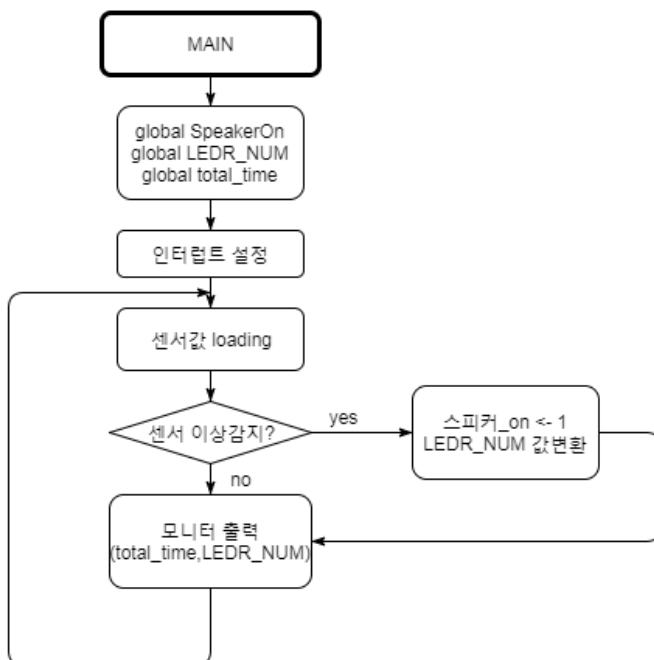 MAIN
global SpeakerOn
global LEDR_NUM
global total_time
인터럽트 설정
센서값 loading
센서 이상감지?
yes
스피커_on <- 1
LEDR_NUM 값변환
no
모니터 출력
(total_time,LEDR_NUM)